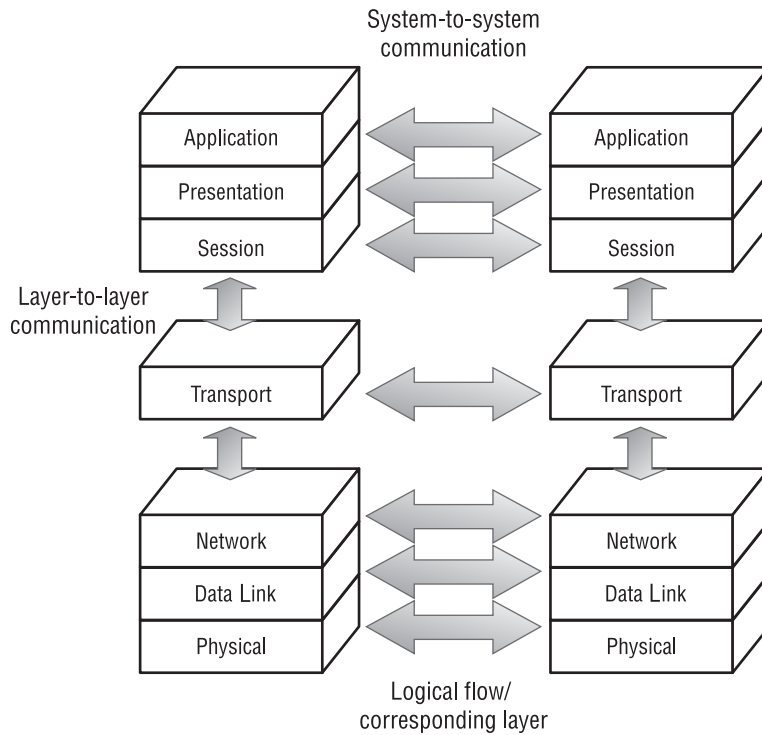 System-to-system
communication
Application
Application
Presentation
Presentation
Session
Session
Layer-to-layer
communication
Transport
Transport
Network
Network
Data Link
Data Link
Physical
Physical
Logical flow/
corresponding layer